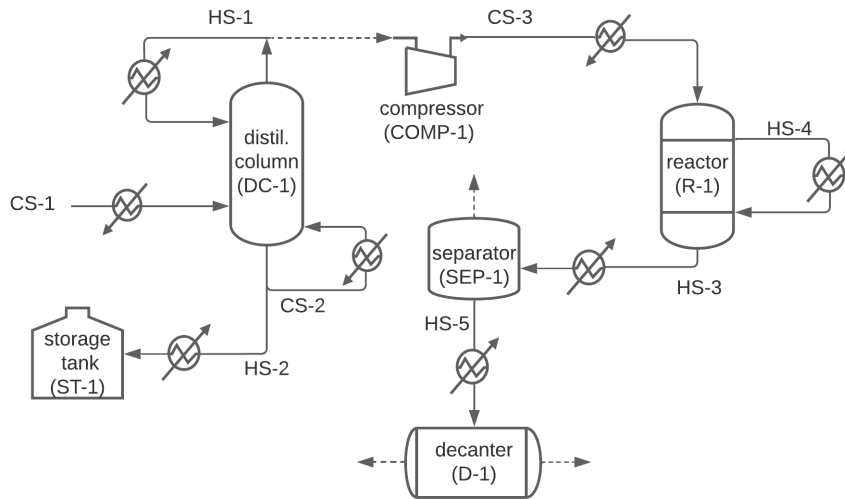 HS-1
CS-3
compressor
(COMP-1)
distil.
column
(DC-1)
HS-4
reactor
(R-1)
CS-1
separator
(SEP-1)
HS-3
CS-2
HS-5
storage
tank
(ST-1)
HS-2
decanter
(D-1)